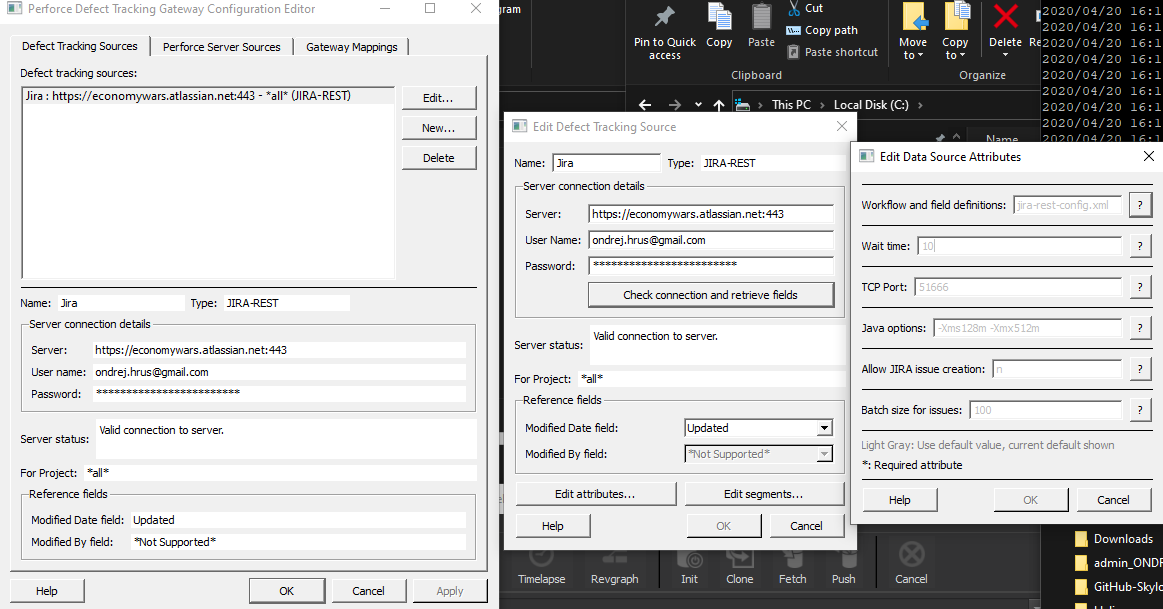 Perforce Defect Tracking Gateway Configuration Editor
Defect Tracking Sources
Perforce Server Sources
Gateway Mappings
Defect tracking sources:
Jira : https://economywars.atlassian.net:443 - *all* (JIRA-REST)
Edit...
New...
Delete
Name: Jira Type: JIRA-REST
Server connection details
Server: https://economywars.atlassian.net:443
User name: ondrej.hrus@gmail.com
Password: ************************
Server status: Valid connection to server.
For Project: *all*
Reference fields
Modified Date field: Updated
Modified By field: *Not Supported*
Help
OK
Cancel
Apply
Pin to Quick
access
Copy
Paste
Cut
Copy path
Paste shortcut
Clipboard
Move
to
Copy
to
Delete
Organize
This PC > Local Disk (C:) >
Name
2020/04/20 16:1
2020/04/20 16:1
2020/04/20 16:1
2020/04/20 16:1
2020/04/20 16:1
2020/04/20 16:1
2020/04/20 16:1
2020/04/20 16:1
2020/04/20 16:1
Edit Defect Tracking Source
Name: Jira Type: JIRA-REST
Server connection details
Server: https://economywars.atlassian.net:443
User Name: ondrej.hrus@gmail.com
Password: ************************
Check connection and retrieve fields
Server status: Valid connection to server.
For Project: *all*
Reference fields
Modified Date field: Updated
Modified By field: *Not Supported*
Edit attributes...
Edit segments...
Help
OK
Cancel
Edit Data Source Attributes
Workflow and field definitions: jira-rest-config.xml ?
Wait time: 10 ?
TCP Port: 51666 ?
Java options: -Xms128m -Xmx512m ?
Allow JIRA issue creation: n ?
Batch size for issues: 100 ?
Light Gray: Use default value, current default shown
*: Required attribute
Help
OK
Cancel
Timelapse
Revgraph
Init
Clone
Fetch
Push
Cancel
Downloads
admin_ONDR
GitHub-Skylo